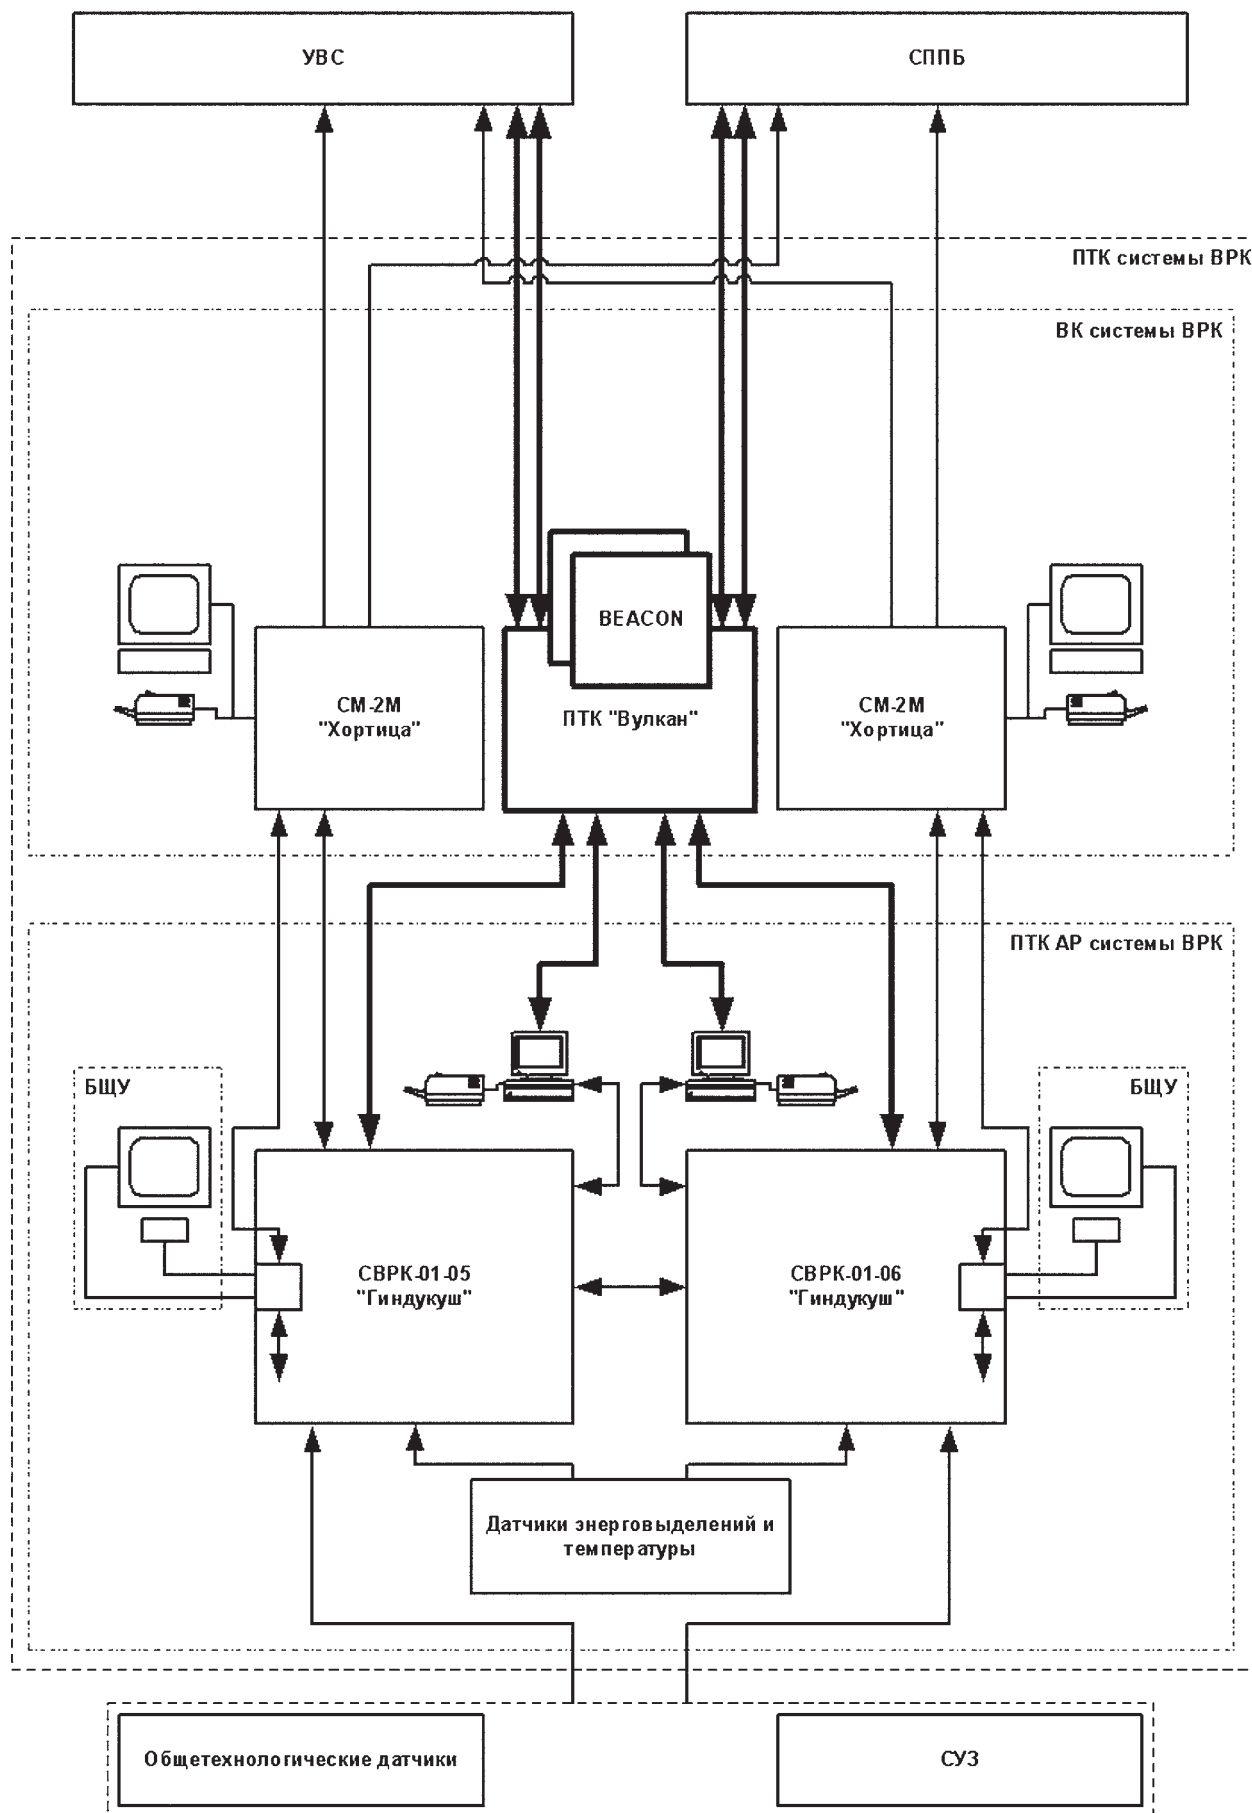 УВС
СППБ
ПТК системы ВРК
ВК системы ВРК
BEACON
СМ-2М
"Хортица"
ПТК "Вулкан"
СМ-2М
"Хортица"
ПТК АР системы ВРК
БЩУ
БЩУ
СВРК-01-05
"Гиндукуш"
СВРК-01-06
"Гиндукуш"
Датчики энерговыделений и
температуры
Общетехнологические датчики
СУЗ